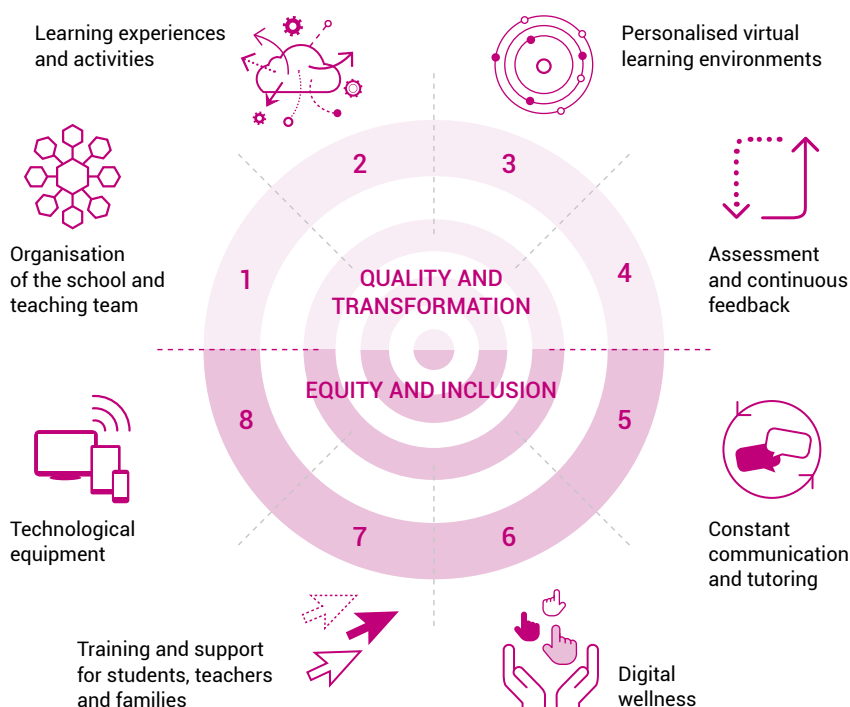 Learning experiences
and activities
Personalised virtual
learning environments
2
3
Organisation
of the school and
teaching team
1
4
Assessment
and continuous
feedback
QUALITY AND
TRANSFORMATION
EQUITY AND INCLUSION
8
5
Technological
equipment
Constant
communication
and tutoring
7
6
Training and support
for students, teachers
and families
Digital
wellness